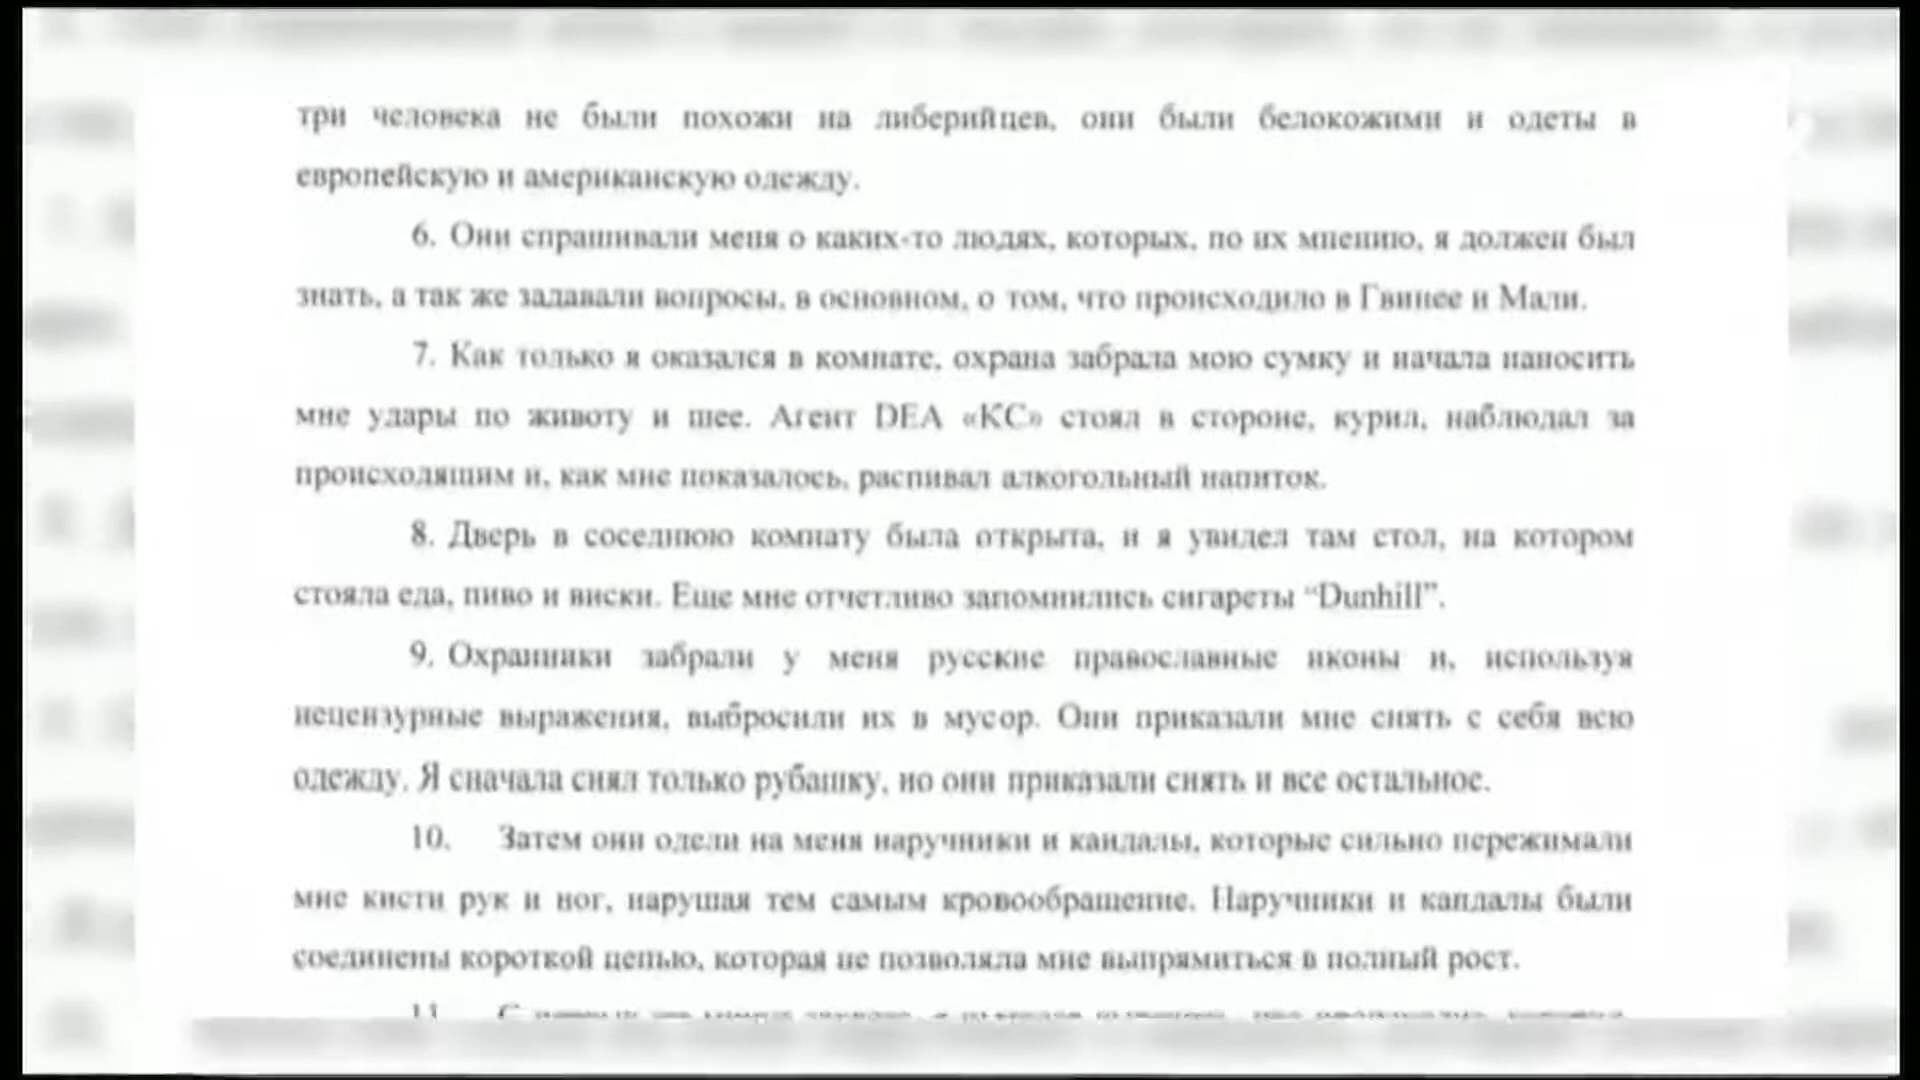 три человека не были похожи на либерийцев, они были белокожими и одеты в
европейскую и американскую одежду.
6. Они спрашивали меня о каких-то людях, которых, по их мнению, я должен был
знать, а так же задавали вопросы, в основном, о том, что происходило в Гвинее и Мали.
7. Как только я оказался в комнате, охрана забрала мою сумку и начала наносить
мне удары по животу и шее. Агент DEA «КС» стоял в стороне, курил, наблюдал за
происходящим и, как мне показалось, распивал алкогольный напиток.
8. Дверь в соседнюю комнату была открыта, и я увидел там стол, на котором
стояла еда, пиво и виски. Еще мне отчетливо запомнились сигареты “Dunhill”.
9. Охранники забрали у меня русские православные иконы и, используя
нецензурные выражения, выбросили их в мусор. Они приказали мне снять с себя всю
одежду. Я сначала снял только рубашку, но они приказали снять и все остальное.
10. Затем они одели на меня наручники и кандалы, которые сильно пережимали
мне кисти рук и ног, нарушая тем самым кровообращение. Наручники и кандалы были
соединены короткой цепью, которая не позволяла мне выпрямиться в полный рост.
11.